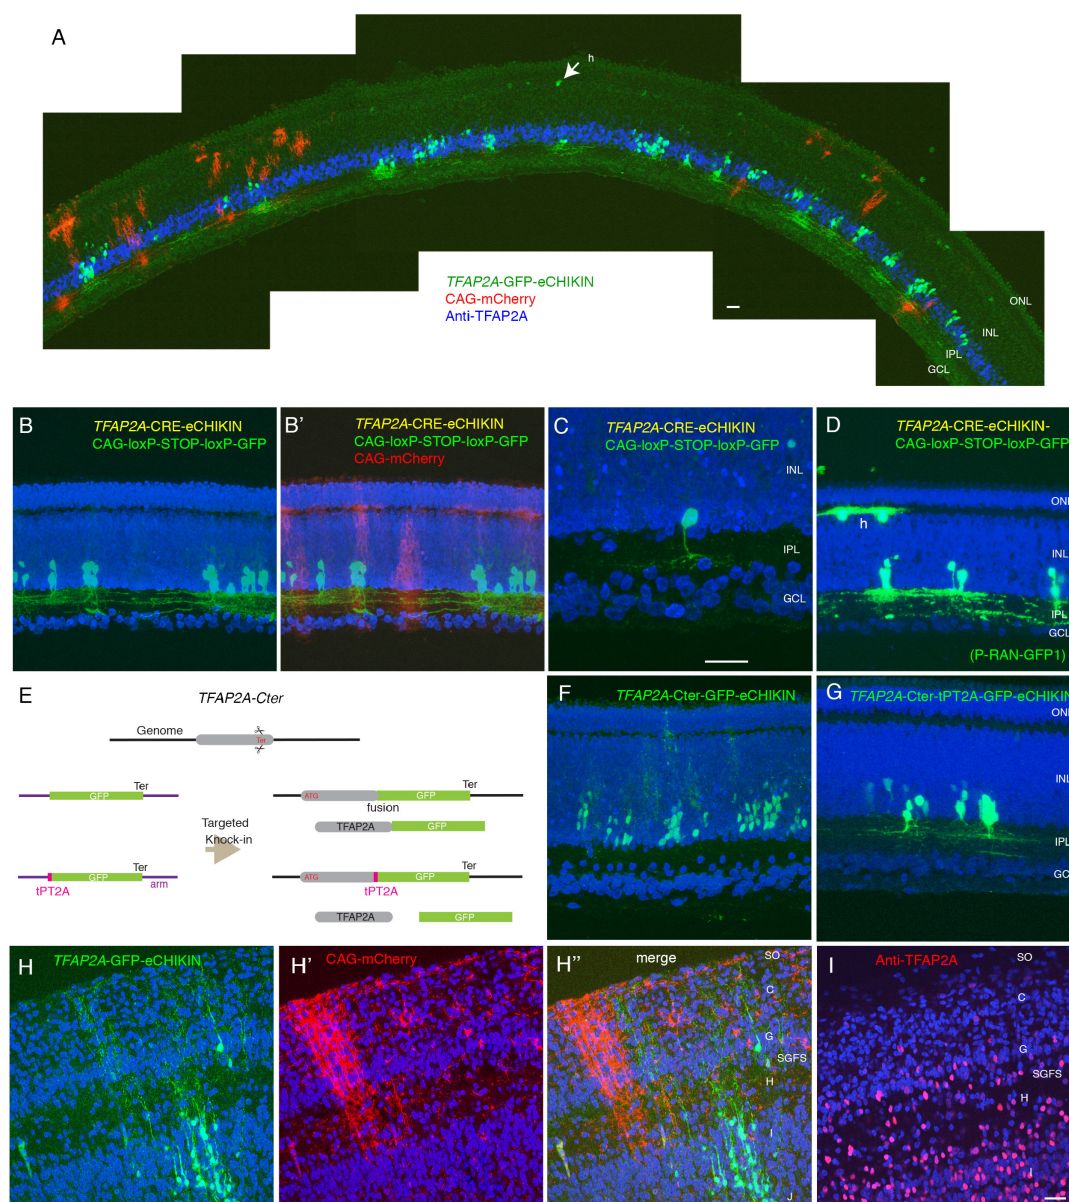 A
h
TFAP2A-GFP-eCHIKIN
CAG-mCherry
Anti-TFAP2A
ONL
INL
IPL
GCL
B
TFAP2A-CRE-eCHIKIN
CAG-loxP-STOP-loxP-GFP
B'
TFAP2A-CRE-eCHIKIN
CAG-loxP-STOP-loxP-GFP
CAG-mCherry
C
TFAP2A-CRE-eCHIKIN
CAG-loxP-STOP-loxP-GFP
INL
IPL
GCL
D
TFAP2A-CRE-eCHIKIN-
CAG-loxP-STOP-loxP-GFP
ONL
h
INL
IPL
GCL
(P-RAN-GFP1)
E
TFAP2A-Cter
Genome
Ter
GFP
Ter
Targeted
Knock-in
ATG
GFP
Ter
fusion
TFAP2A
GFP
GFP
Ter
tPT2A
arm
ATG
GFP
Ter
tPT2A
TFAP2A
GFP
F
TFAP2A-Cter-GFP-eCHIKIN
G
TFAP2A-Cter-tPT2A-GFP-eCHIKIN
ONL
INL
IPL
GC
H
TFAP2A-GFP-eCHIKIN
H'
CAG-mCherry
H''
merge
SO
C
G
SGFS
H
I
J
I
Anti-TFAP2A
SO
C
G
SGFS
H
I